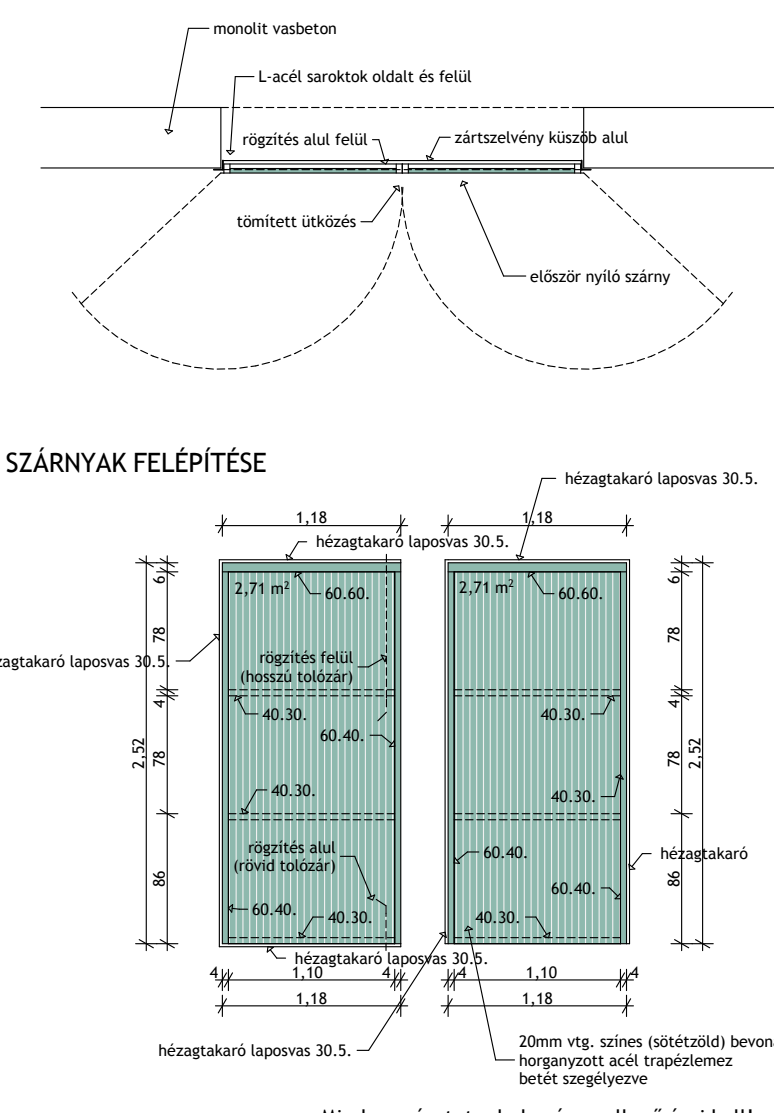 monolit vasbeton
L-acél saroktok oldalt és felül
rögzítés alul felül
zártszelvény küszöb alul
tömített ütközés
először nyíló szárny
SZÁRNYAK FELÉPÍTÉSE
hézagtakaró laposvas 30.5.
1,18
1,18
hézagtakaró laposvas 30.5.
6
2,71 m²
60.60.
2,71 m²
60.60.
6
78
78
laposvas 30.5.
rögzítés felül
(hosszú tolózár)
4
40.30.
40.30.
4
60.40.
2,52
78
78
2,52
40.30.
40.30.
rögzítés alul
(rövid tolózár)
60.40.
hézagtakaró
86
86
60.40.
60.40.
40.30.
40.30.
hézagtakaró laposvas 30.5.
4
1,10
4
4
1,10
4
1,18
1,18
hézagtakaró laposvas 30.5.
20mm vtg. színes (sötétzöld)
horganyzott acél trapézlemez
betét szegélyezve